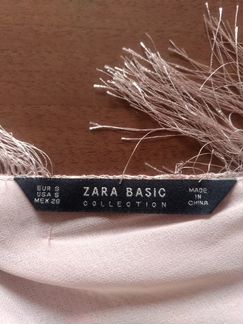 EUR S
USA S
MEX 26
ZARA BASIC
COLLECTION
MADE IN
CHINA